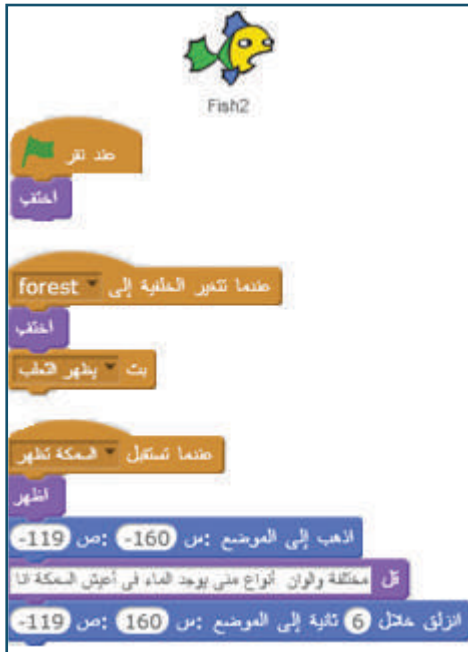 Fish2
عند نقر
اختف
عندما تتغير الخلفية إلى forest
اختف
بث يظهر الثعلب
عندما تستقبل السمكة تظهر
اظهر
اذهب إلى الموضع س: -160 ص: -119
قل مختلفة والوان أنواع منى يوجد الماء فى أعيش السمكة انا
انزلق خلال 6 ثانية إلى الموضع س: 160 ص: -119